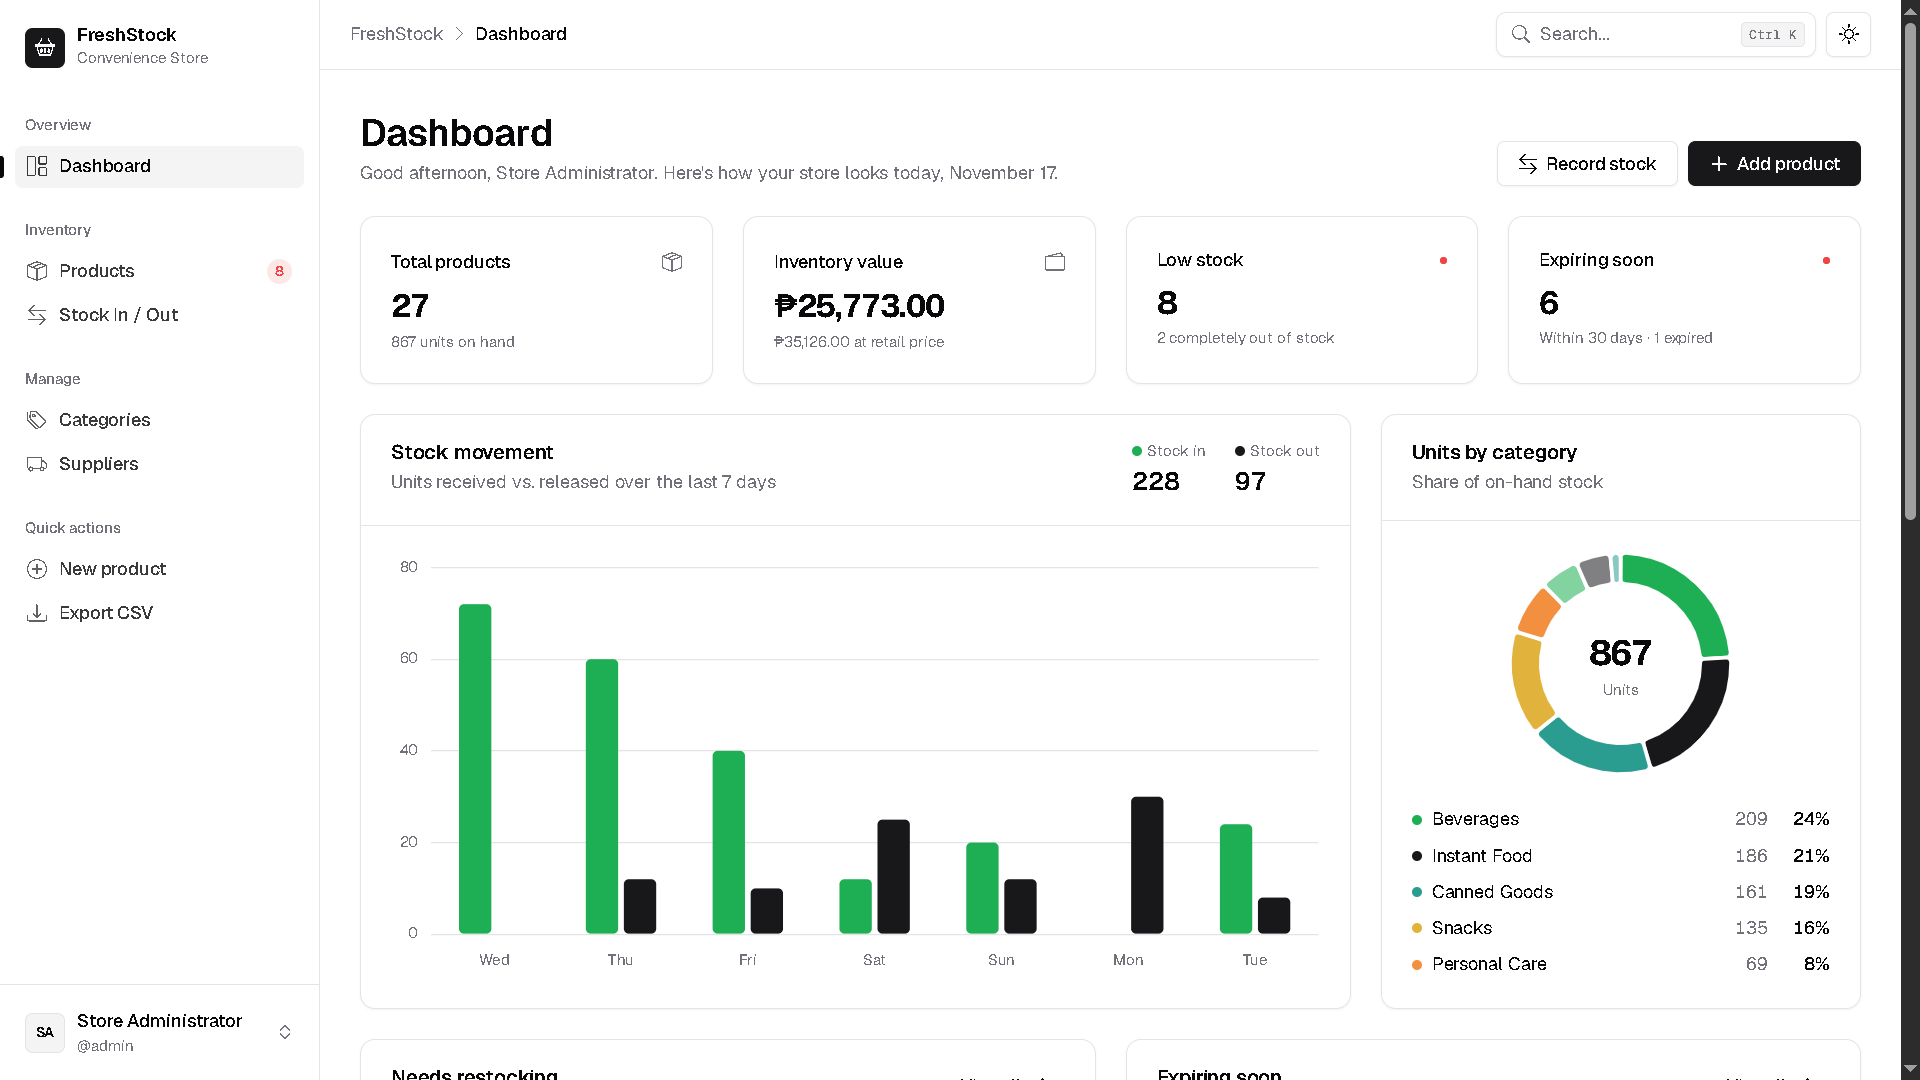 FreshStock
Convenience Store
Overview
Dashboard
Inventory
Products 8
Stock In / Out
Manage
Categories
Suppliers
Quick actions
New product
Export CSV
SA
Store Administrator
@admin
FreshStock Dashboard
Search... Ctrl K
Dashboard
Good afternoon, Store Administrator. Here's how your store looks today, November 17.
Record stock
Add product
Total products
27
867 units on hand
Inventory value
₱25,773.00
₱35,126.00 at retail price
Low stock
8
2 completely out of stock
Expiring soon
6
Within 30 days · 1 expired
Stock movement
Units received vs. released over the last 7 days
Stock in
228
Stock out
97
80
60
40
20
0
Wed Thu Fri Sat Sun Mon Tue
Units by category
Share of on-hand stock
867
Units
Beverages 209 24%
Instant Food 186 21%
Canned Goods 161 19%
Snacks 135 16%
Personal Care 69 8%
Needs restocking
Expiring soon